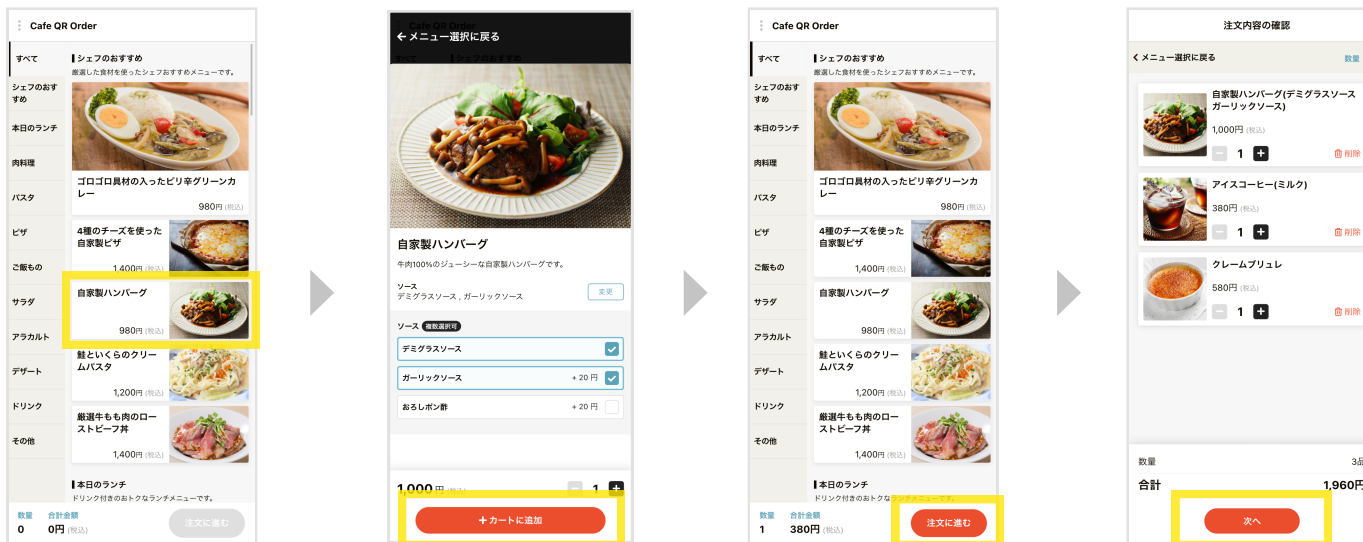 Cafe QR Order
すべて
シェフのおすすめ
本日のランチ
肉料理
パスタ
ピザ
ご飯もの
サラダ
アラカルト
デザート
ドリンク
その他
シェフのおすすめ
厳選した食材を使ったシェフおすすめメニューです。
ゴロゴロ具材の入ったピリ辛グリーンカ
レー
980円 (税込)
4種のチーズを使った
自家製ピザ
1,400円 (税込)
自家製ハンバーグ
980円 (税込)
鮭といくらのクリー
ムパスタ
1,200円 (税込)
厳選牛もも肉のロー
ストビーフ丼
1,400円 (税込)
本日のランチ
ドリンク付きのおトクなランチメニューです。
数量 合計金額
0 0円 (税込)
注文に進む
Cafe QR Order
← メニュー選択に戻る
すべて
シェフのおすすめ
自家製ハンバーグ
牛肉100%のジューシーな自家製ハンバーグです。
ソース
デミグラスソース , ガーリックソース
変更
ソース 複数選択可
デミグラスソース
ガーリックソース + 20 円
おろしポン酢 + 20 円
1,000 円 (税込) 1
+ カートに追加
Cafe QR Order
すべて
シェフのおす
すめ
本日のランチ
肉料理
パスタ
ピザ
ご飯もの
サラダ
アラカルト
デザート
ドリンク
その他
シェフのおすすめ
厳選した食材を使ったシェフおすすめメニューです。
ゴロゴロ具材の入ったピリ辛グリーンカ
レー
980円 (税込)
4種のチーズを使った
自家製ピザ
1,400円 (税込)
自家製ハンバーグ
980円 (税込)
鮭といくらのクリー
ムパスタ
1,200円 (税込)
厳選牛もも肉のロー
ストビーフ丼
1,400円 (税込)
本日のランチ
ドリンク付きのおトクなランチメニューです。
数量 合計金額
1 380円 (税込)
注文に進む
注文内容の確認
メニュー選択に戻る 数量
自家製ハンバーグ(デミグラスソース
ガーリックソース)
1,000円 (税込)
1 削除
アイスコーヒー(ミルク)
380円 (税込)
1 削除
クレームブリュレ
580円 (税込)
1 削除
数量 3品
合計 1,960円
次へ